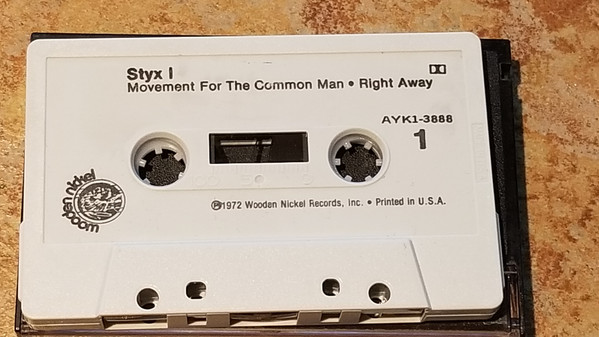 Styx I
Movement For The Common Man • Right Away
AYK1-3888
1
wooden nickel
℗1972 Wooden Nickel Records, Inc. • Printed in U.S.A.